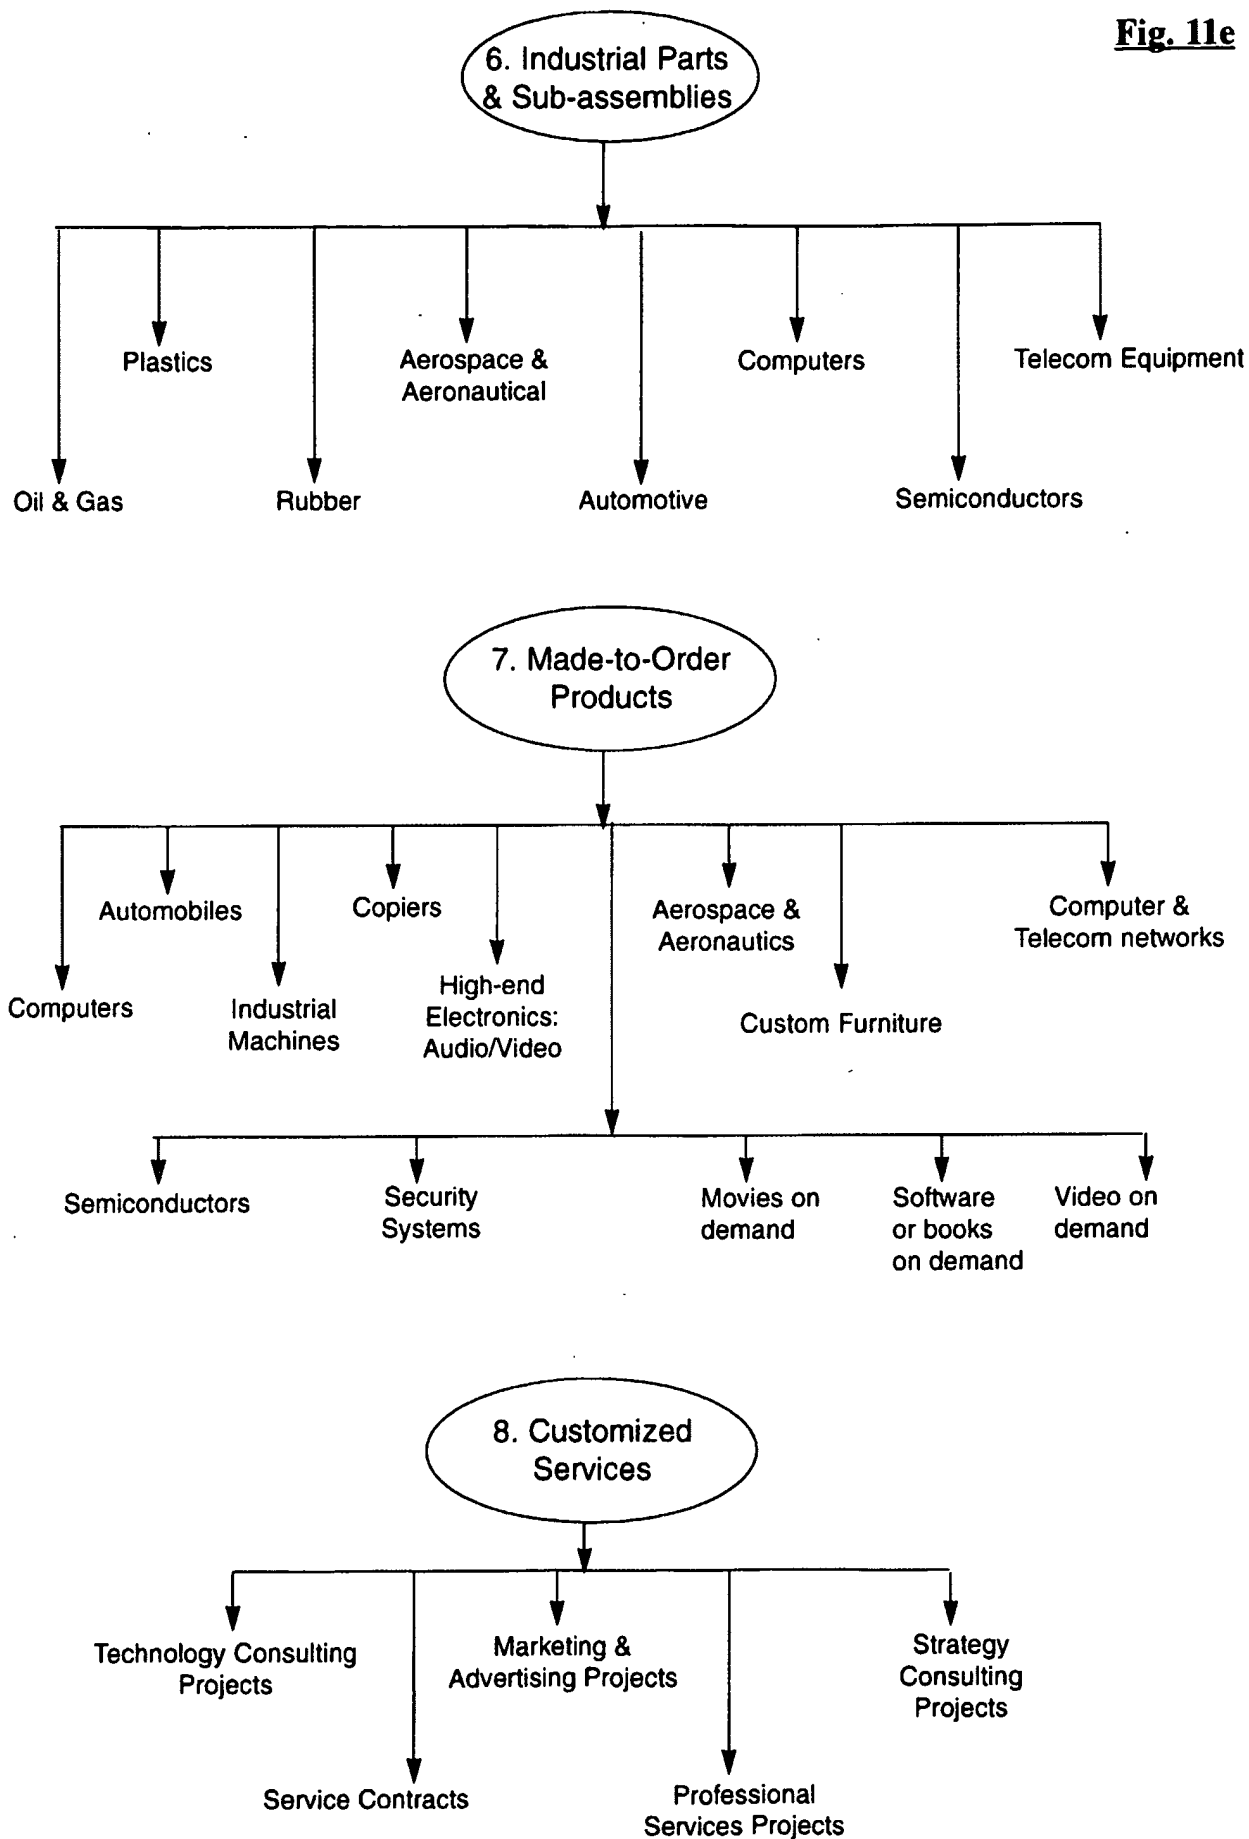 Fig. 11e
6. Industrial Parts
& Sub-assemblies
Plastics
Aerospace &
Aeronautical
Computers
Telecom Equipment
Oil & Gas
Rubber
Automotive
Semiconductors
7. Made-to-Order
Products
Automobiles
Copiers
Aerospace &
Aeronautics
Computer &
Telecom networks
Computers
Industrial
Machines
High-end
Electronics:
Audio/Video
Custom Furniture
Semiconductors
Security
Systems
Movies on
demand
Software
or books
on demand
Video on
demand
8. Customized
Services
Technology Consulting
Projects
Marketing &
Advertising Projects
Strategy
Consulting
Projects
Service Contracts
Professional
Services Projects